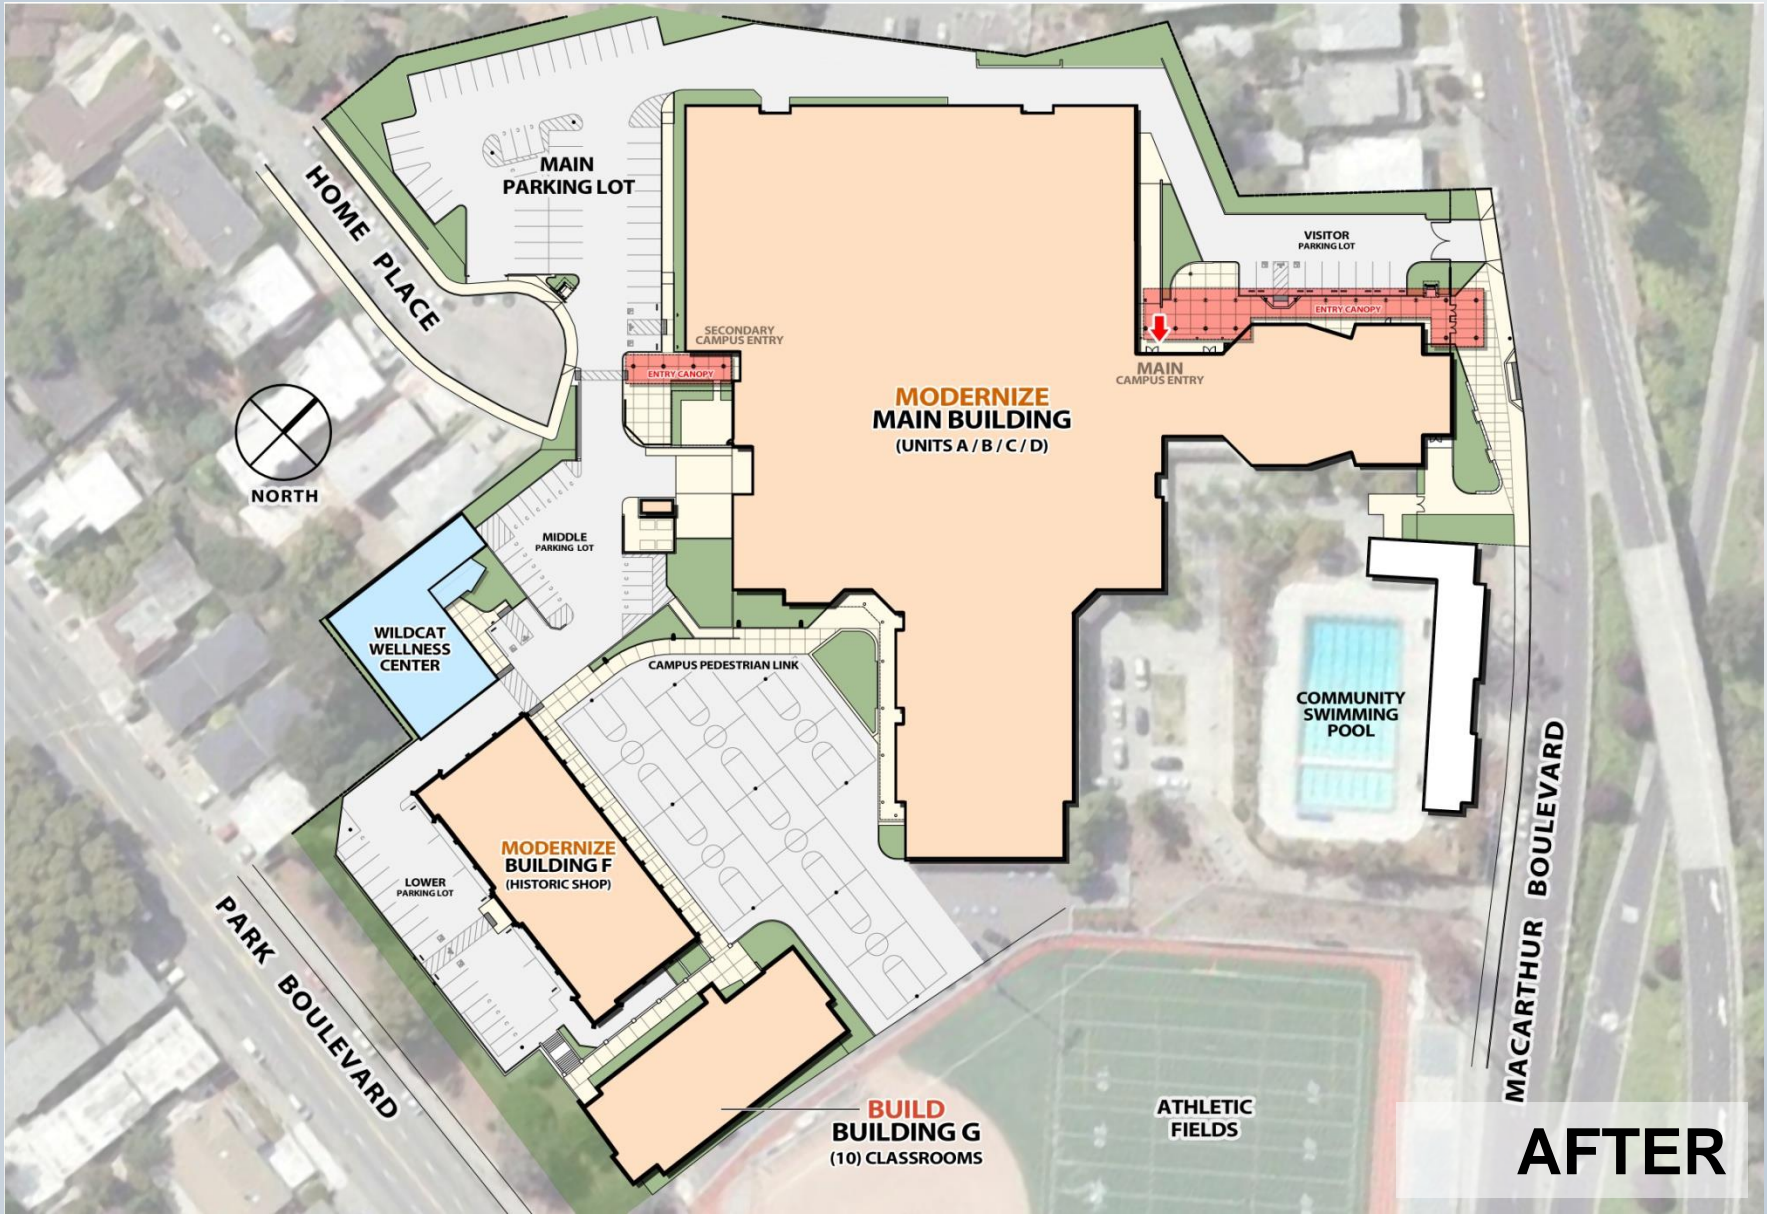 MAIN
PARKING LOT
HOME PLACE
VISITOR
PARKING LOT
ENTRY CANOPY
SECONDARY
CAMPUS ENTRY
ENTRY CANOPY
MAIN
CAMPUS ENTRY
MODERNIZE
MAIN BUILDING
(UNITS A / B / C / D)
NORTH
MIDDLE
PARKING LOT
WILDCAT
WELLNESS
CENTER
CAMPUS PEDESTRIAN LINK
COMMUNITY
SWIMMING
POOL
MODERNIZE
BUILDING F
(HISTORIC SHOP)
LOWER
PARKING LOT
PARK BOULEVARD
MACARTHUR BOULEVARD
BUILD
BUILDING G
(10) CLASSROOMS
ATHLETIC
FIELDS
AFTER